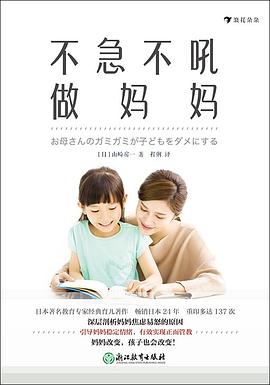 浪花朵朵
不急不吼
做妈妈
お母さんのガミガミが子どもをダメにする
［日］山崎房一 著 程俐 译
日本著名教育专家经典育儿著作 畅销日本24年 重印多达137次
深层剖析妈妈焦虑易怒的原因
引导妈妈稳定情绪，有效实现正面管教
妈妈改变，孩子也会改变！
浙江教育出版社